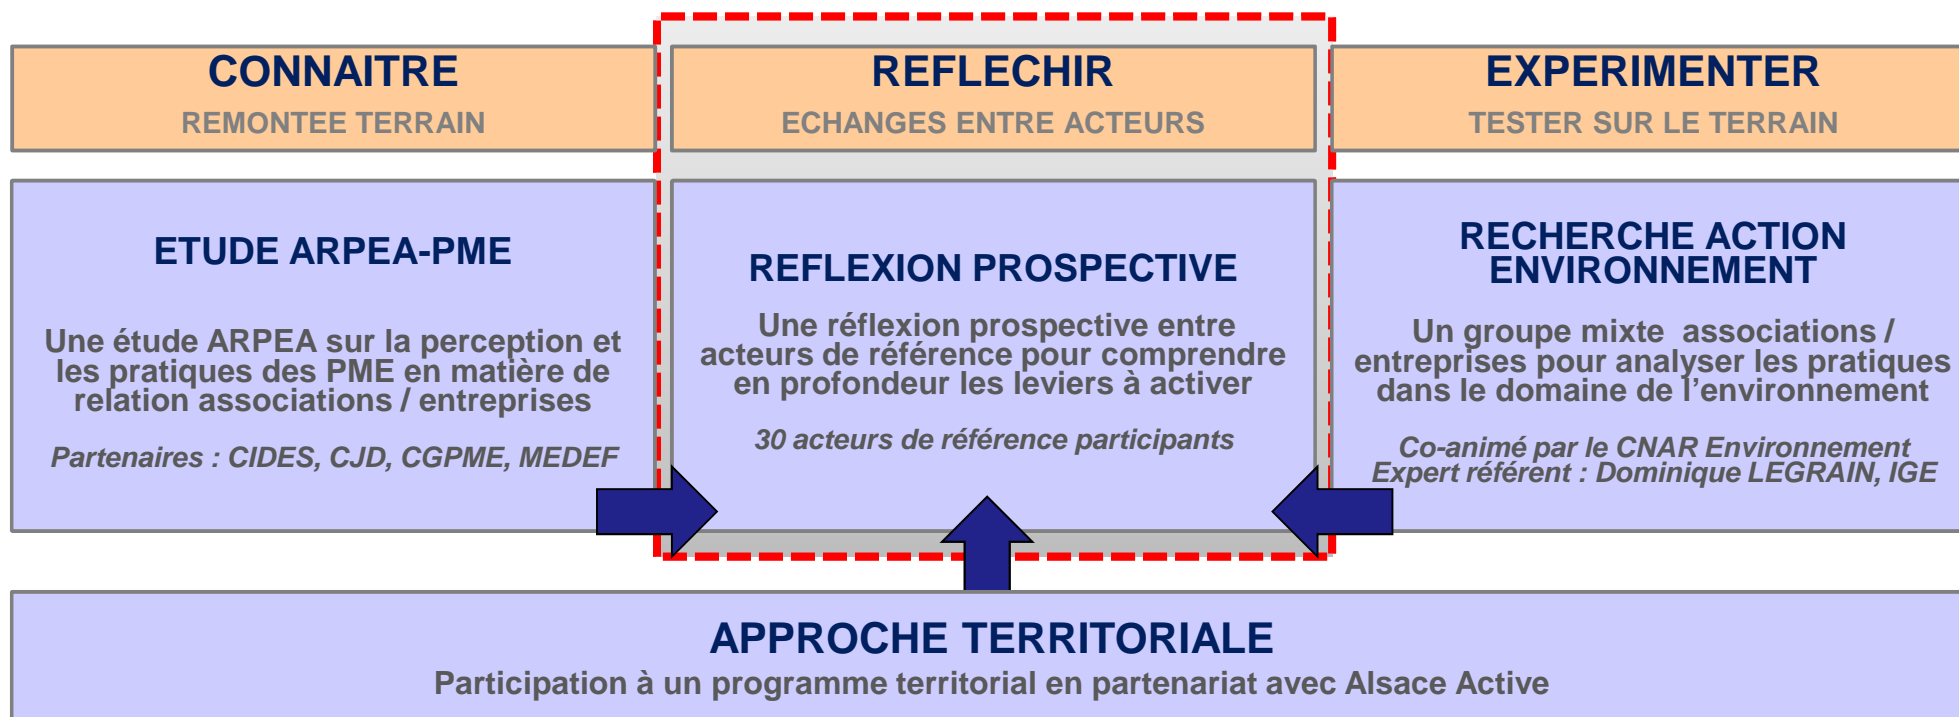 CONNAITRE
REMONTEE TERRAIN
REFLECHIR
ECHANGES ENTRE ACTEURS
EXPERIMENTER
TESTER SUR LE TERRAIN
ETUDE ARPEA-PME
Une étude ARPEA sur la perception et
les pratiques des PME en matière de
relation associations / entreprises
Partenaires : CIDES, CJD, CGPME, MEDEF
REFLEXION PROSPECTIVE
Une réflexion prospective entre
acteurs de référence pour comprendre
en profondeur les leviers à activer
30 acteurs de référence participants
RECHERCHE ACTION
ENVIRONNEMENT
Un groupe mixte associations /
entreprises pour analyser les pratiques
dans le domaine de l’environnement
Co-animé par le CNAR Environnement
Expert référent : Dominique LEGRAIN, IGE
APPROCHE TERRITORIALE
Participation à un programme territorial en partenariat avec Alsace Active